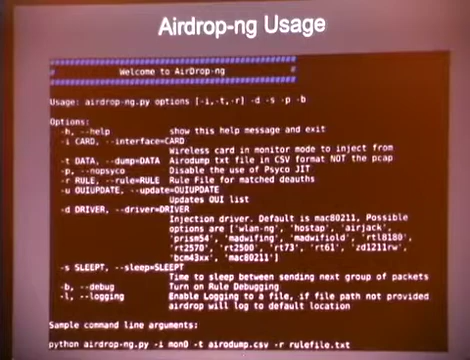 Airdrop-ng Usage
################################################
# Welcome to AirDrop-ng #
################################################
Usage: airdrop-ng.py options [-i,-t,-r] -d -s -p -b
Options:
-h, --help show this help message and exit
-i CARD, --interface=CARD
Wireless card in monitor mode to inject from
-t DATA, --dump=DATA Airodump txt file in CSV format NOT the pcap
-p, --nopsyco Disable the use of Psyco JIT
-r RULE, --rule=RULE Rule File for matched deauths
-u OUIUPDATE, --update=OUIUPDATE
Updates OUI list
-d DRIVER, --driver=DRIVER
Injection driver. Default is mac80211, Possible
options are ['wlan-ng', 'hostap', 'airjack',
'prism54', 'madwifing', 'madwifiold', 'rtl8180',
'rt2570', 'rt2500', 'rt73', 'rt61', 'zd1211rw',
'bcm43xx', 'mac80211']
-s SLEEPT, --sleep=SLEEPT
Time to sleep between sending next group of packets
-b, --debug Turn on Rule Debugging
-l, --logging Enable Logging to a file, if file path not provided
airdrop will log to default location
Sample command line arguments:
python airdrop-ng.py -i mon0 -t airodump.csv -r rulefile.txt